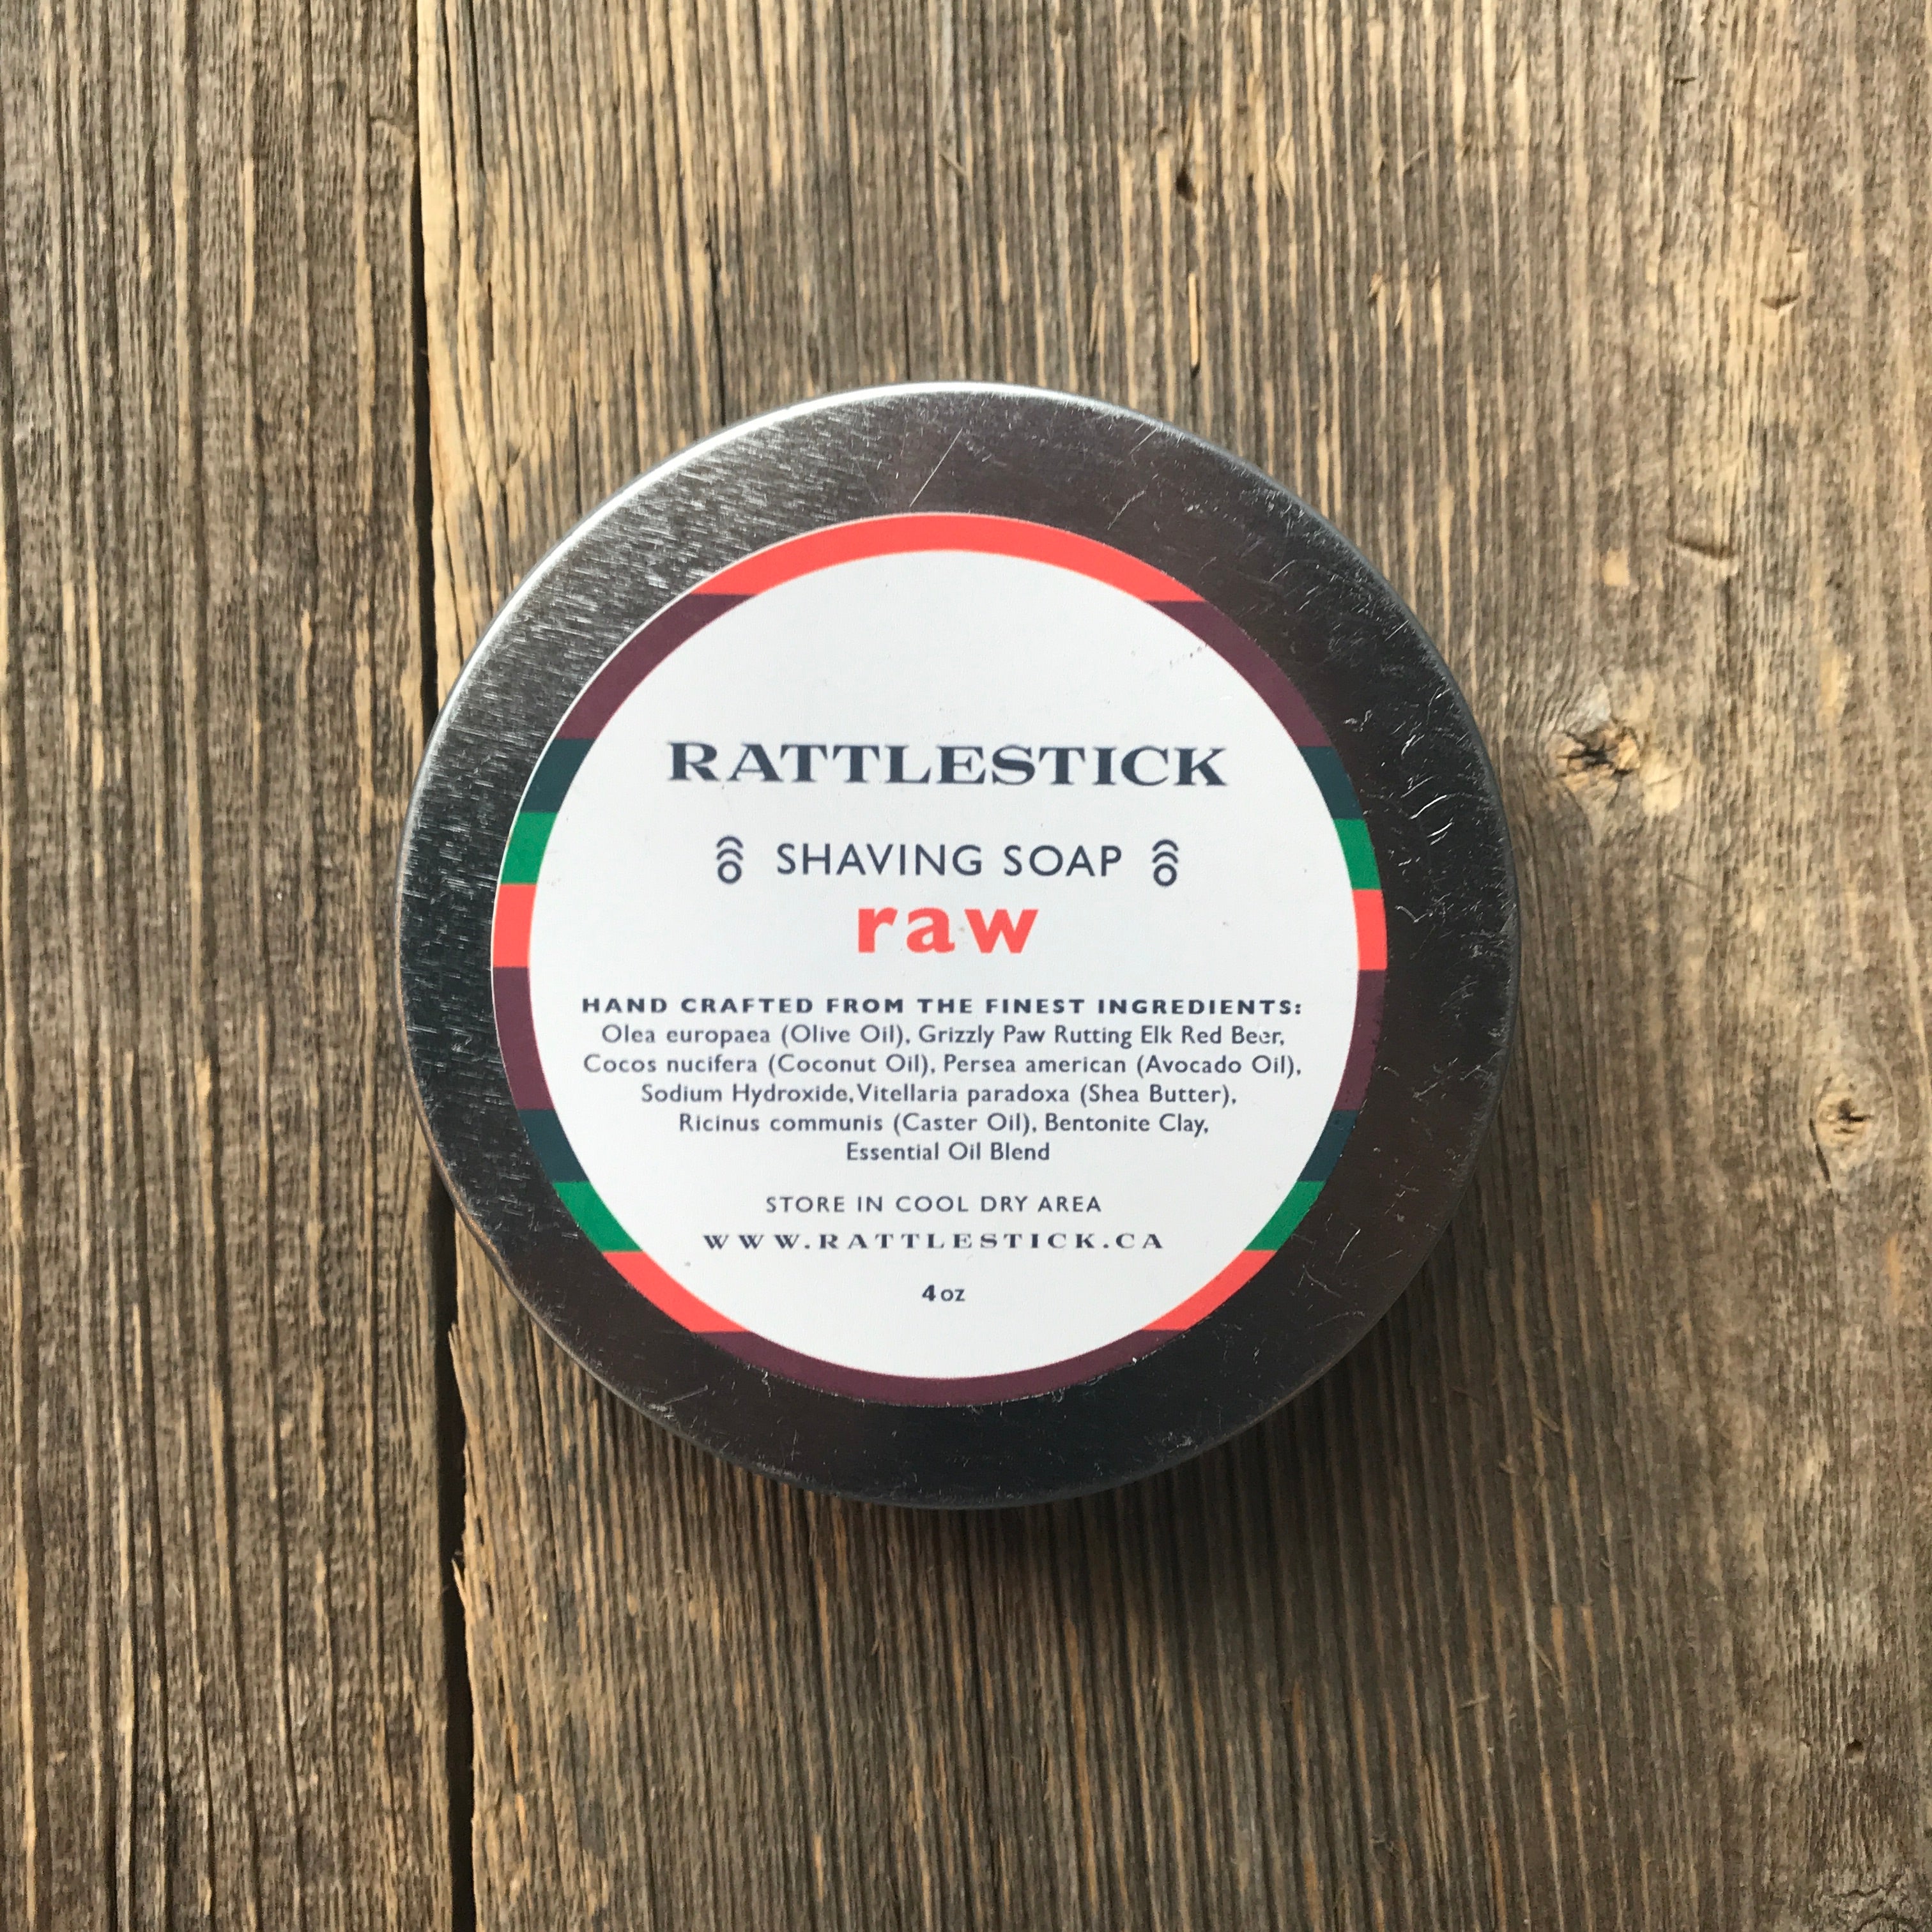 RATTLESTICK
SHAVING SOAP
raw
HAND CRAFTED FROM THE FINEST INGREDIENTS:
Olea europaea (Olive Oil), Grizzly Paw Rutting Elk Red Beer,
Cocos nucifera (Coconut Oil), Persea american (Avocado Oil),
Sodium Hydroxide, Vitellaria paradoxa (Shea Butter),
Ricinus communis (Caster Oil), Bentonite Clay,
Essential Oil Blend
STORE IN COOL DRY AREA
WWW.RATTLESTICK.CA
4 oz